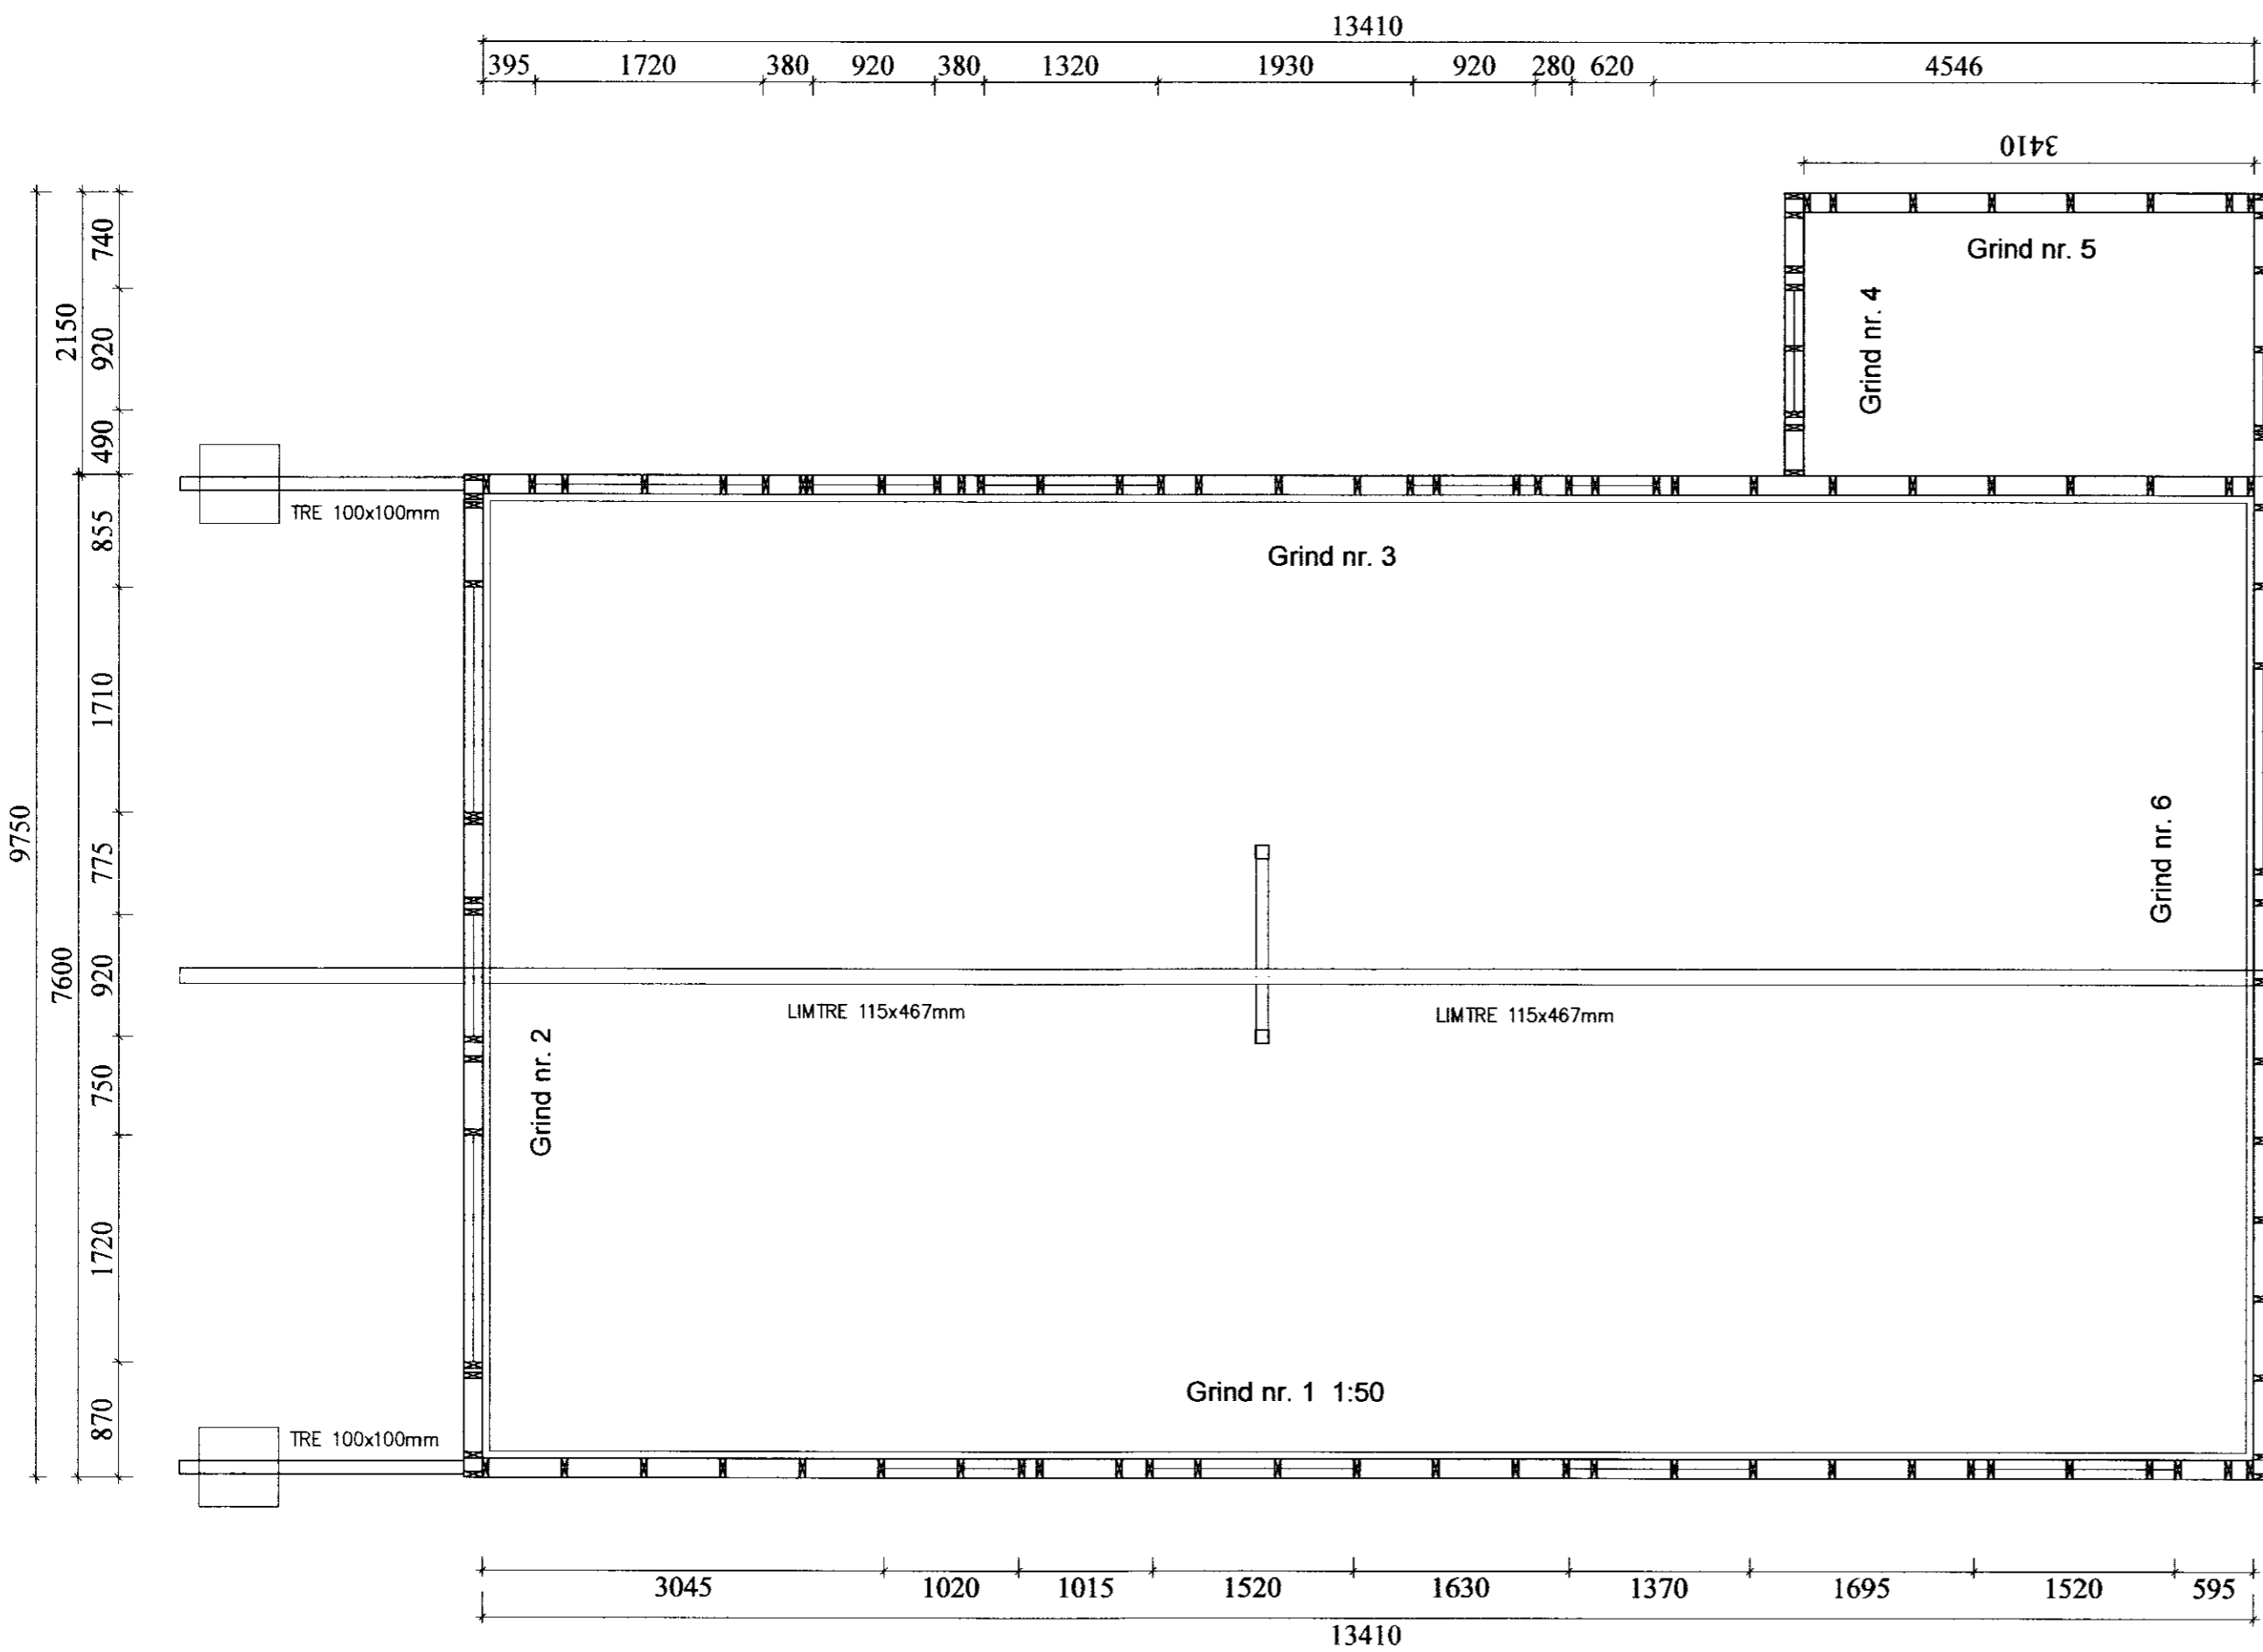 13410
395 1720 380 920 380 1320 1930 920 280 620 4546
3410
740
2150
920
490
Grind nr. 5
Grind nr. 4
TRE 100x100mm
855
Grind nr. 3
1710
9750
775
Grind nr. 6
7600
920
LIMTRE 115x467mm
LIMTRE 115x467mm
Grind nr. 2
750
1720
Grind nr. 1 1:50
870
TRE 100x100mm
3045 1020 1015 1520 1630 1370 1695 1520 595
13410